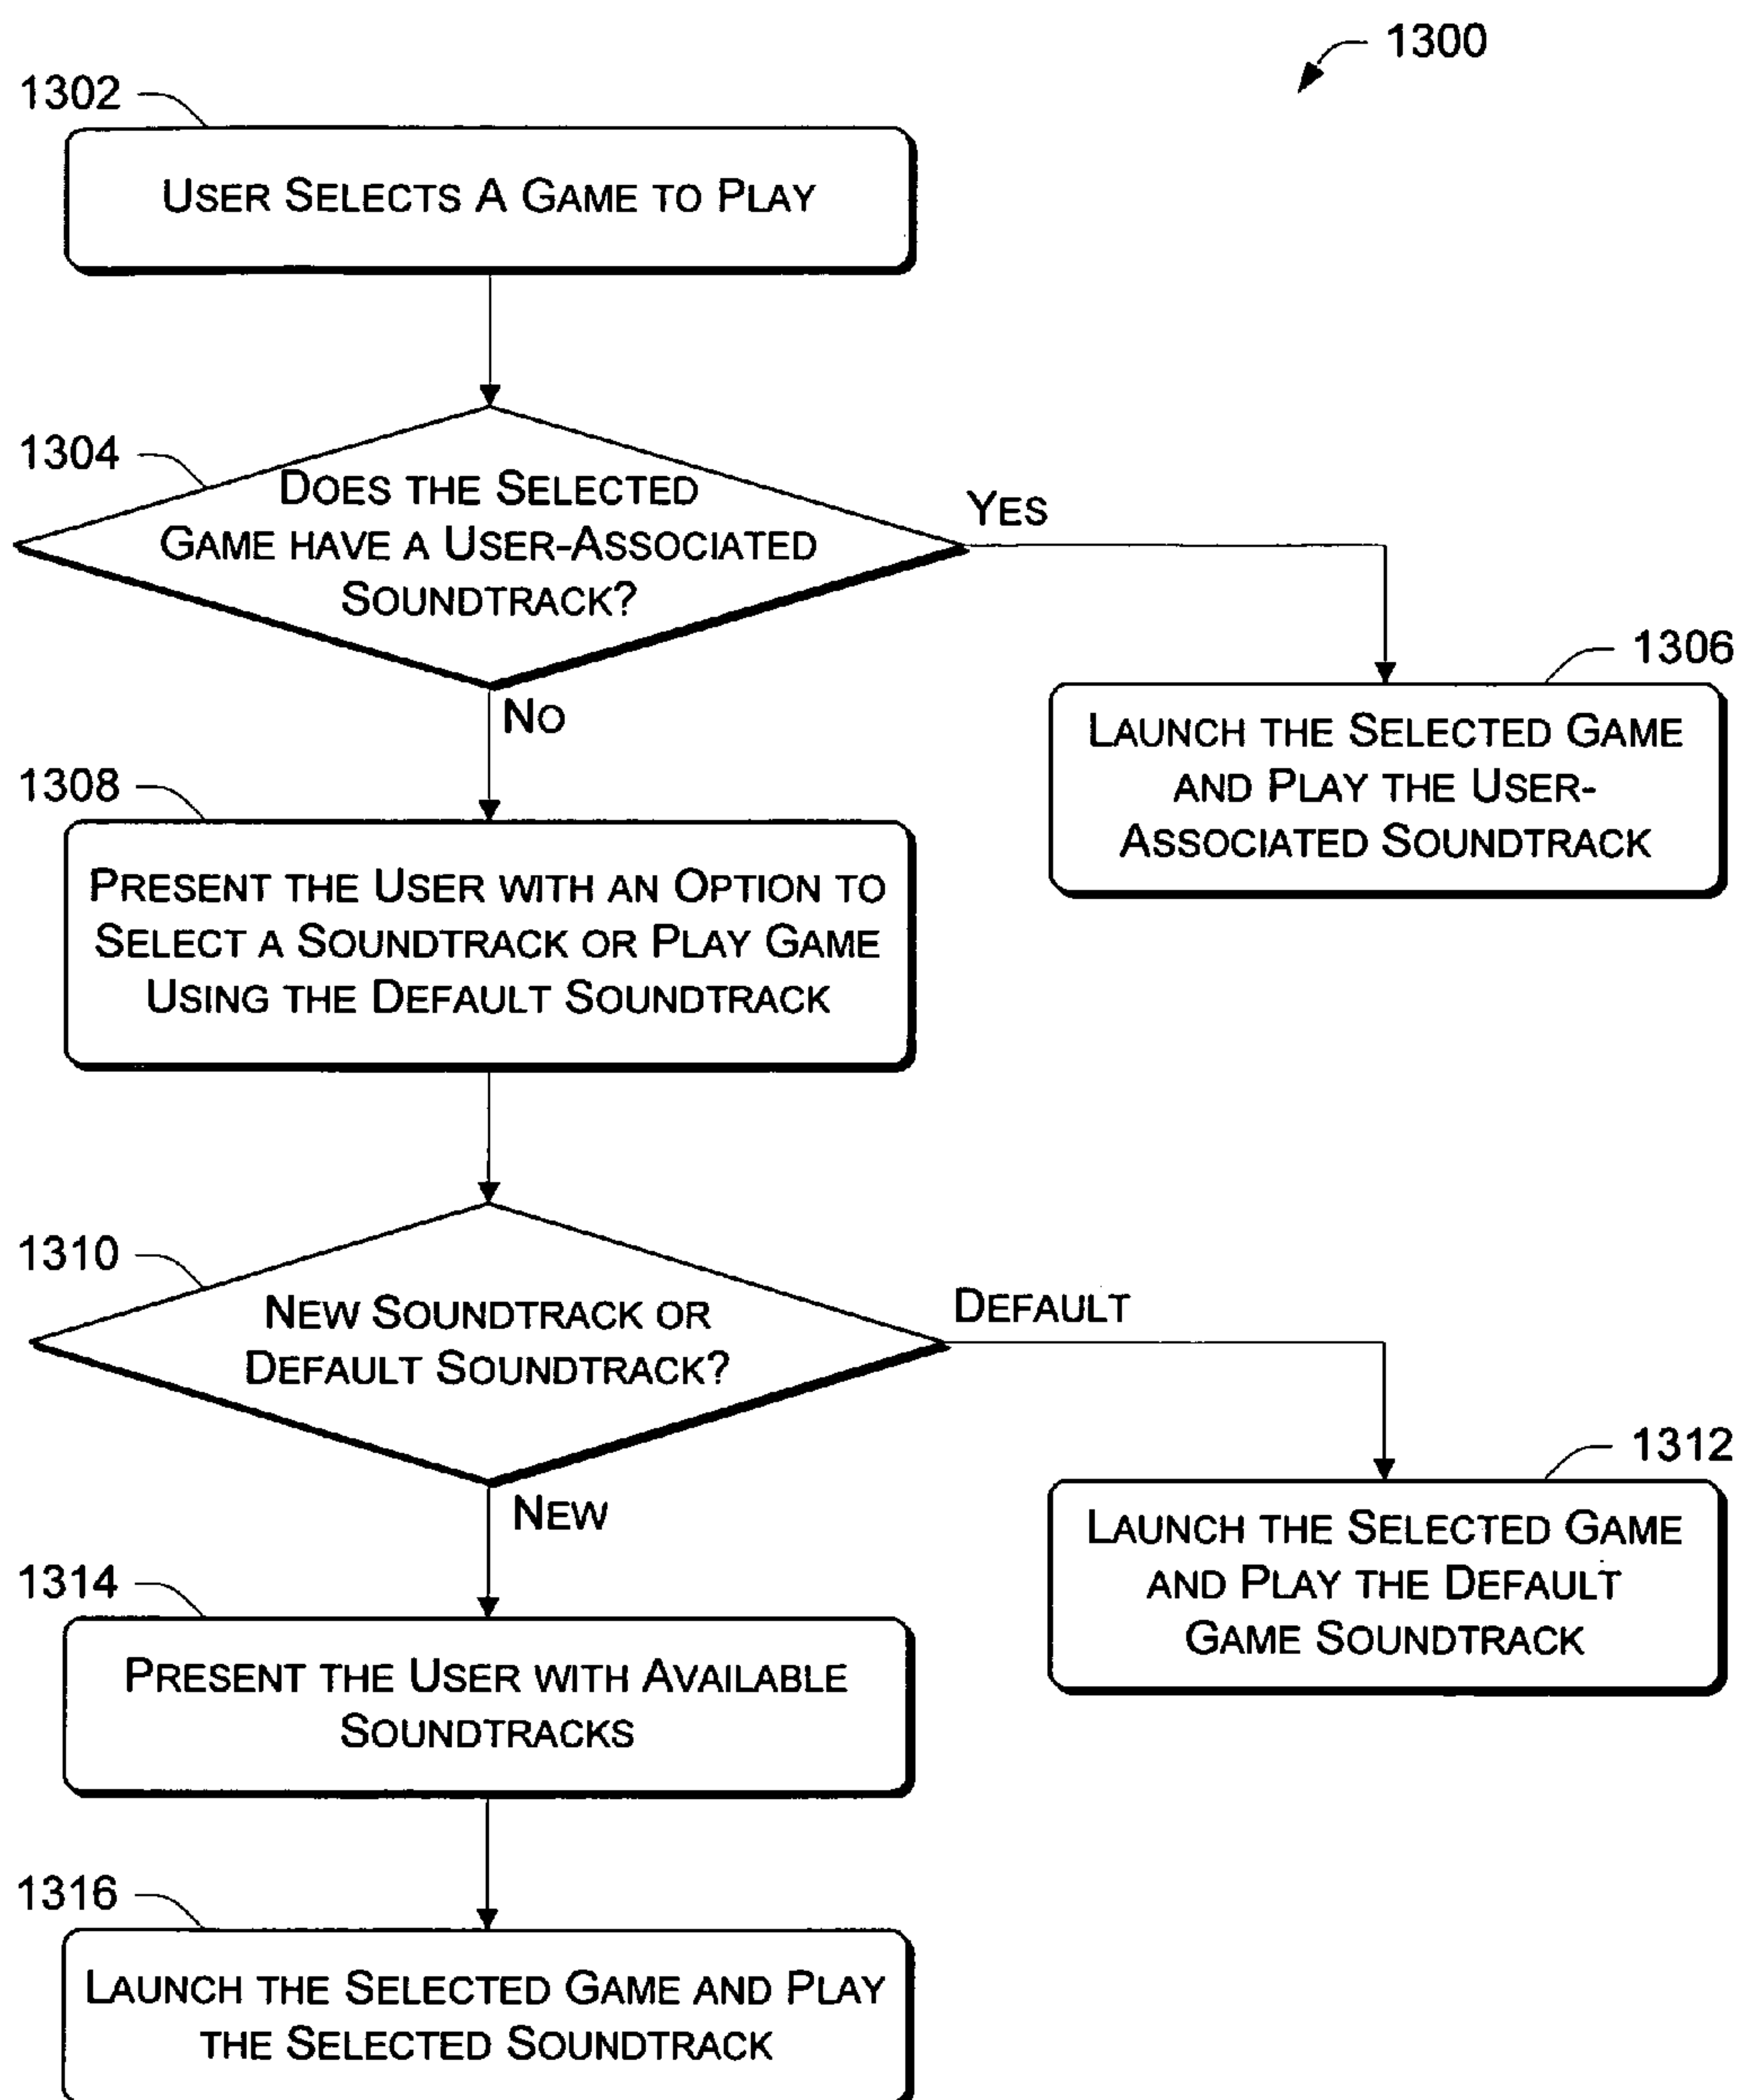 1300
1302
USER SELECTS A GAME TO PLAY
1304
DOES THE SELECTED
GAME HAVE A USER-ASSOCIATED
SOUNDTRACK?
YES
NO
1306
LAUNCH THE SELECTED GAME
AND PLAY THE USER-
ASSOCIATED SOUNDTRACK
1308
PRESENT THE USER WITH AN OPTION TO
SELECT A SOUNDTRACK OR PLAY GAME
USING THE DEFAULT SOUNDTRACK
1310
NEW SOUNDTRACK OR
DEFAULT SOUNDTRACK?
DEFAULT
NEW
1312
LAUNCH THE SELECTED GAME
AND PLAY THE DEFAULT
GAME SOUNDTRACK
1314
PRESENT THE USER WITH AVAILABLE
SOUNDTRACKS
1316
LAUNCH THE SELECTED GAME AND PLAY
THE SELECTED SOUNDTRACK